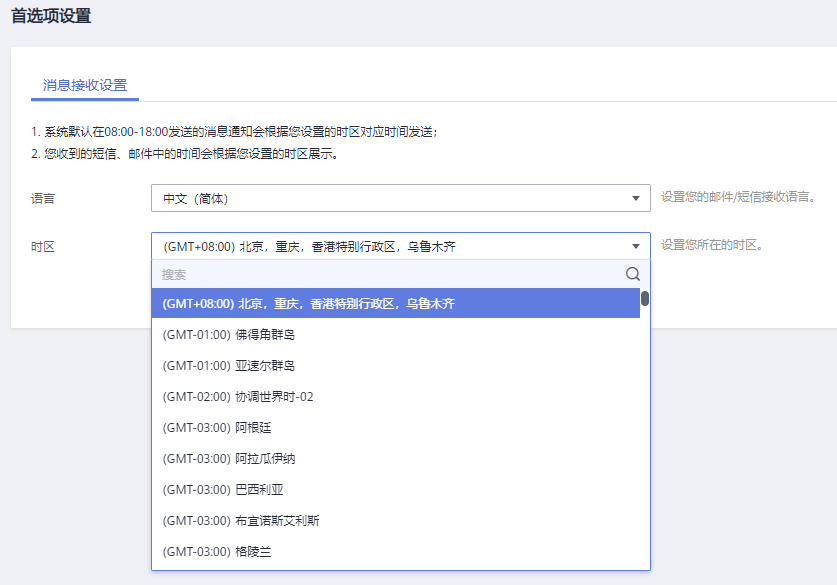 首选项设置
消息接收设置
1. 系统默认在08:00-18:00发送的消息通知会根据您设置的时区对应时间发送;
2. 您收到的短信、邮件中的时间会根据您设置的时区展示。
语言
中文（简体）
设置您的邮件/短信接收语言。
时区
(GMT+08:00) 北京，重庆，香港特别行政区，乌鲁木齐
设置您所在的时区。
搜索
(GMT+08:00) 北京，重庆，香港特别行政区，乌鲁木齐
(GMT-01:00) 佛得角群岛
(GMT-01:00) 亚速尔群岛
(GMT-02:00) 协调世界时-02
(GMT-03:00) 阿根廷
(GMT-03:00) 阿拉瓜伊纳
(GMT-03:00) 巴西利亚
(GMT-03:00) 布宜诺斯艾利斯
(GMT-03:00) 格陵兰